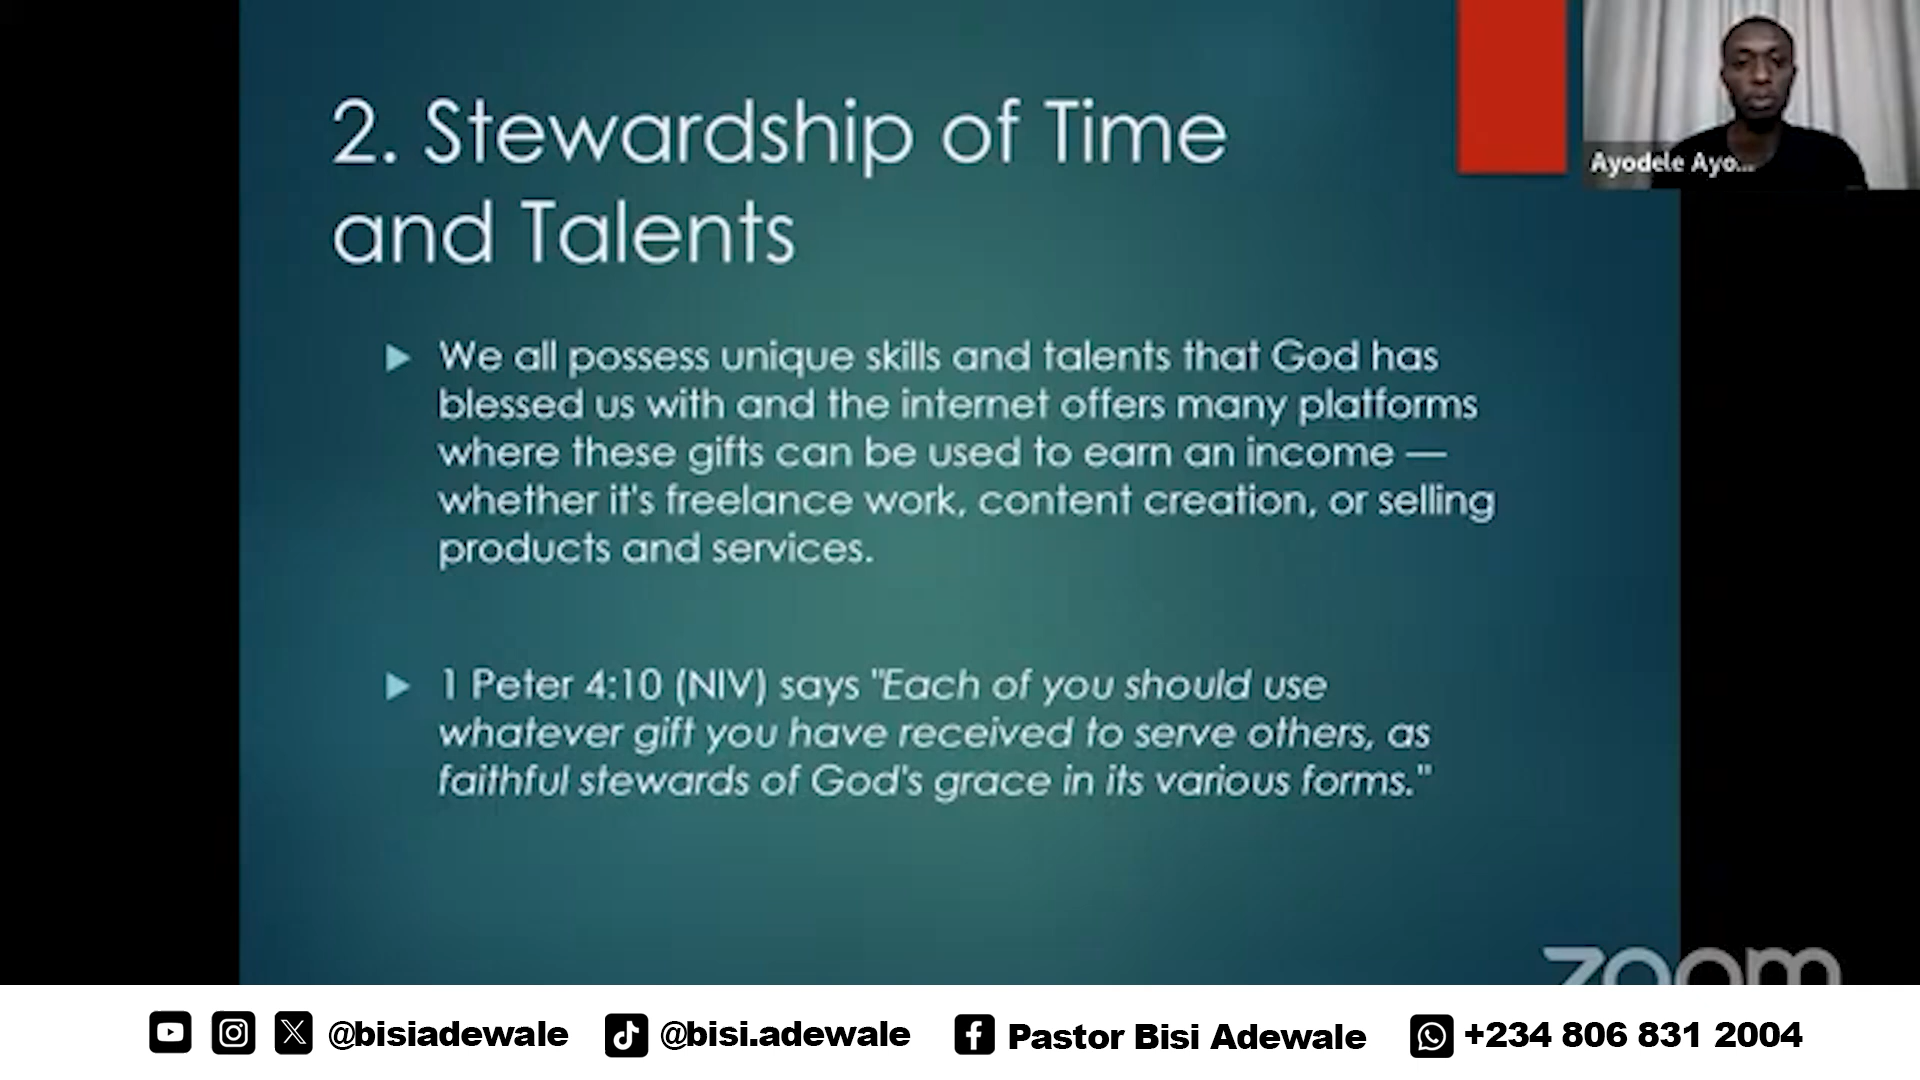 2. Stewardship of Time
and Talents
Ayodele Ayo...
We all possess unique skills and talents that God has
blessed us with and the internet offers many platforms
where these gifts can be used to earn an income —
whether it's freelance work, content creation, or selling
products and services.
1 Peter 4:10 (NIV) says "Each of you should use
whatever gift you have received to serve others, as
faithful stewards of God's grace in its various forms."
zoom
@bisiadewale @bisi.adewale Pastor Bisi Adewale +234 806 831 2004